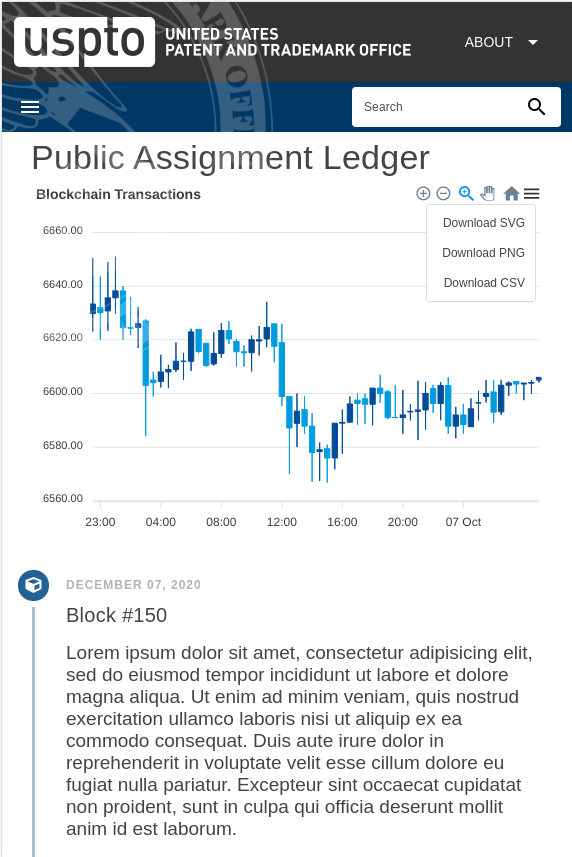 uspto
UNITED STATES
PATENT AND TRADEMARK OFFICE
ABOUT
Search
Public Assignment Ledger
Blockchain Transactions
Download SVG
Download PNG
Download CSV
6660.00
6640.00
6620.00
6600.00
6580.00
6560.00
23:00 04:00 08:00 12:00 16:00 20:00 07 Oct
DECEMBER 07, 2020
Block #150
Lorem ipsum dolor sit amet, consectetur adipisicing elit,
sed do eiusmod tempor incididunt ut labore et dolore
magna aliqua. Ut enim ad minim veniam, quis nostrud
exercitation ullamco laboris nisi ut aliquip ex ea
commodo consequat. Duis aute irure dolor in
reprehenderit in voluptate velit esse cillum dolore eu
fugiat nulla pariatur. Excepteur sint occaecat cupidatat
non proident, sunt in culpa qui officia deserunt mollit
anim id est laborum.